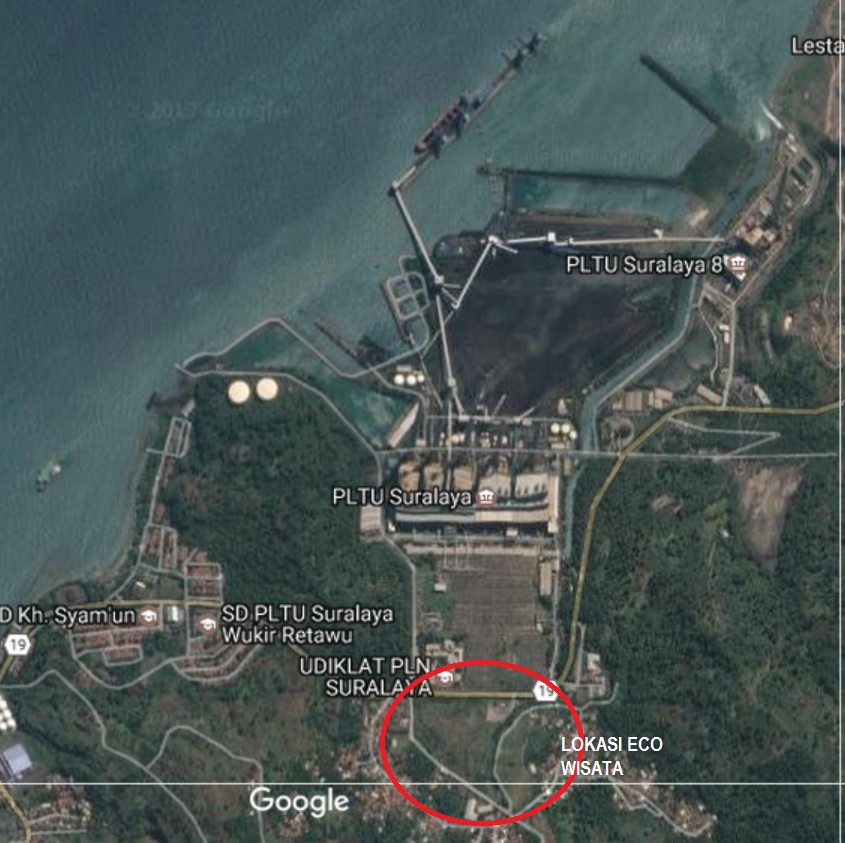 Lesta
2017 Google
PLTU Suralaya 8
PLTU Suralaya
D Kh. Syam'un
SD PLTU Suralaya
Wukir Retawu
19
UDIKLAT PLN
SURALAYA
19
LOKASI ECO
WISATA
Google